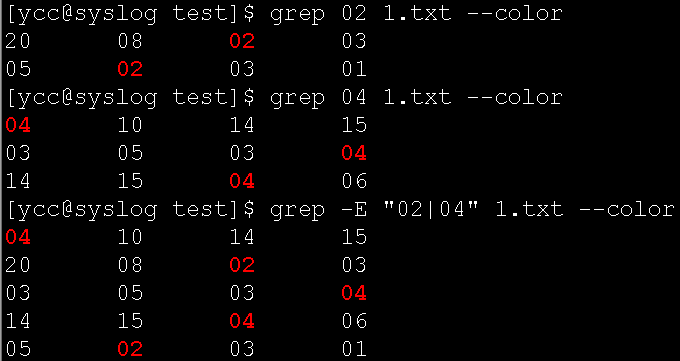 [ycc@syslog test]$ grep 02 1.txt --color
20 08 02 03
05 02 03 01
[ycc@syslog test]$ grep 04 1.txt --color
04 10 14 15
03 05 03 04
14 15 04 06
[ycc@syslog test]$ grep -E "02|04" 1.txt --color
04 10 14 15
20 08 02 03
03 05 03 04
14 15 04 06
05 02 03 01